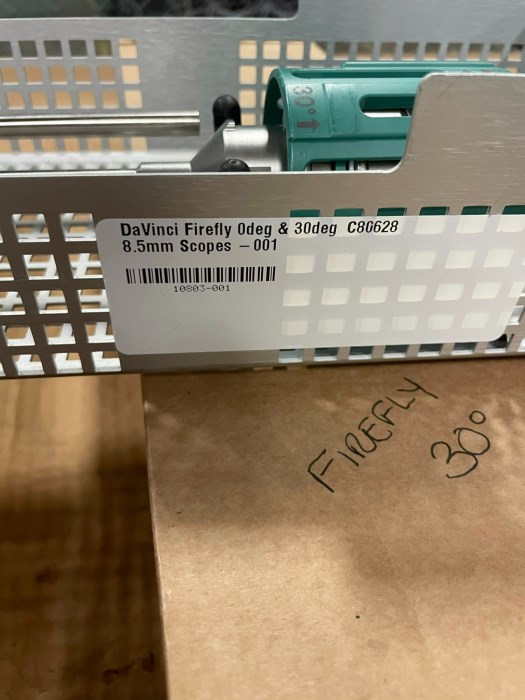 30°↑
DaVinci Firefly 0deg & 30deg C80628
8.5mm Scopes – 001
10803-001
FIREFLY
30°